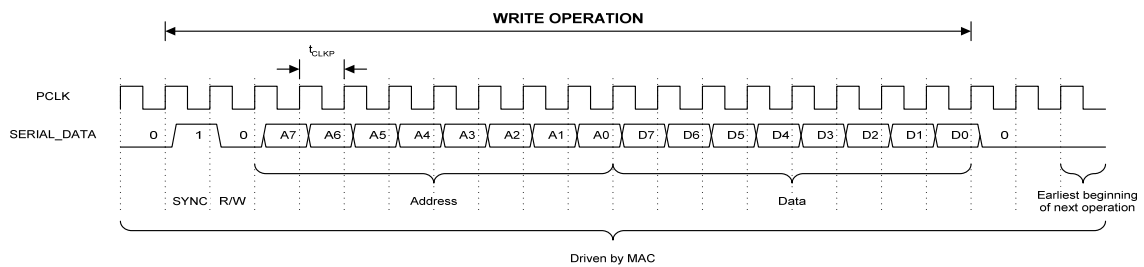 WRITE OPERATION
tCLKP
PCLK
SERIAL_DATA
0 1 0 A7 A6 A5 A4 A3 A2 A1 A0 D7 D6 D5 D4 D3 D2 D1 D0 0
SYNC R/W Address Data Earliest beginning
of next operation
Driven by MAC